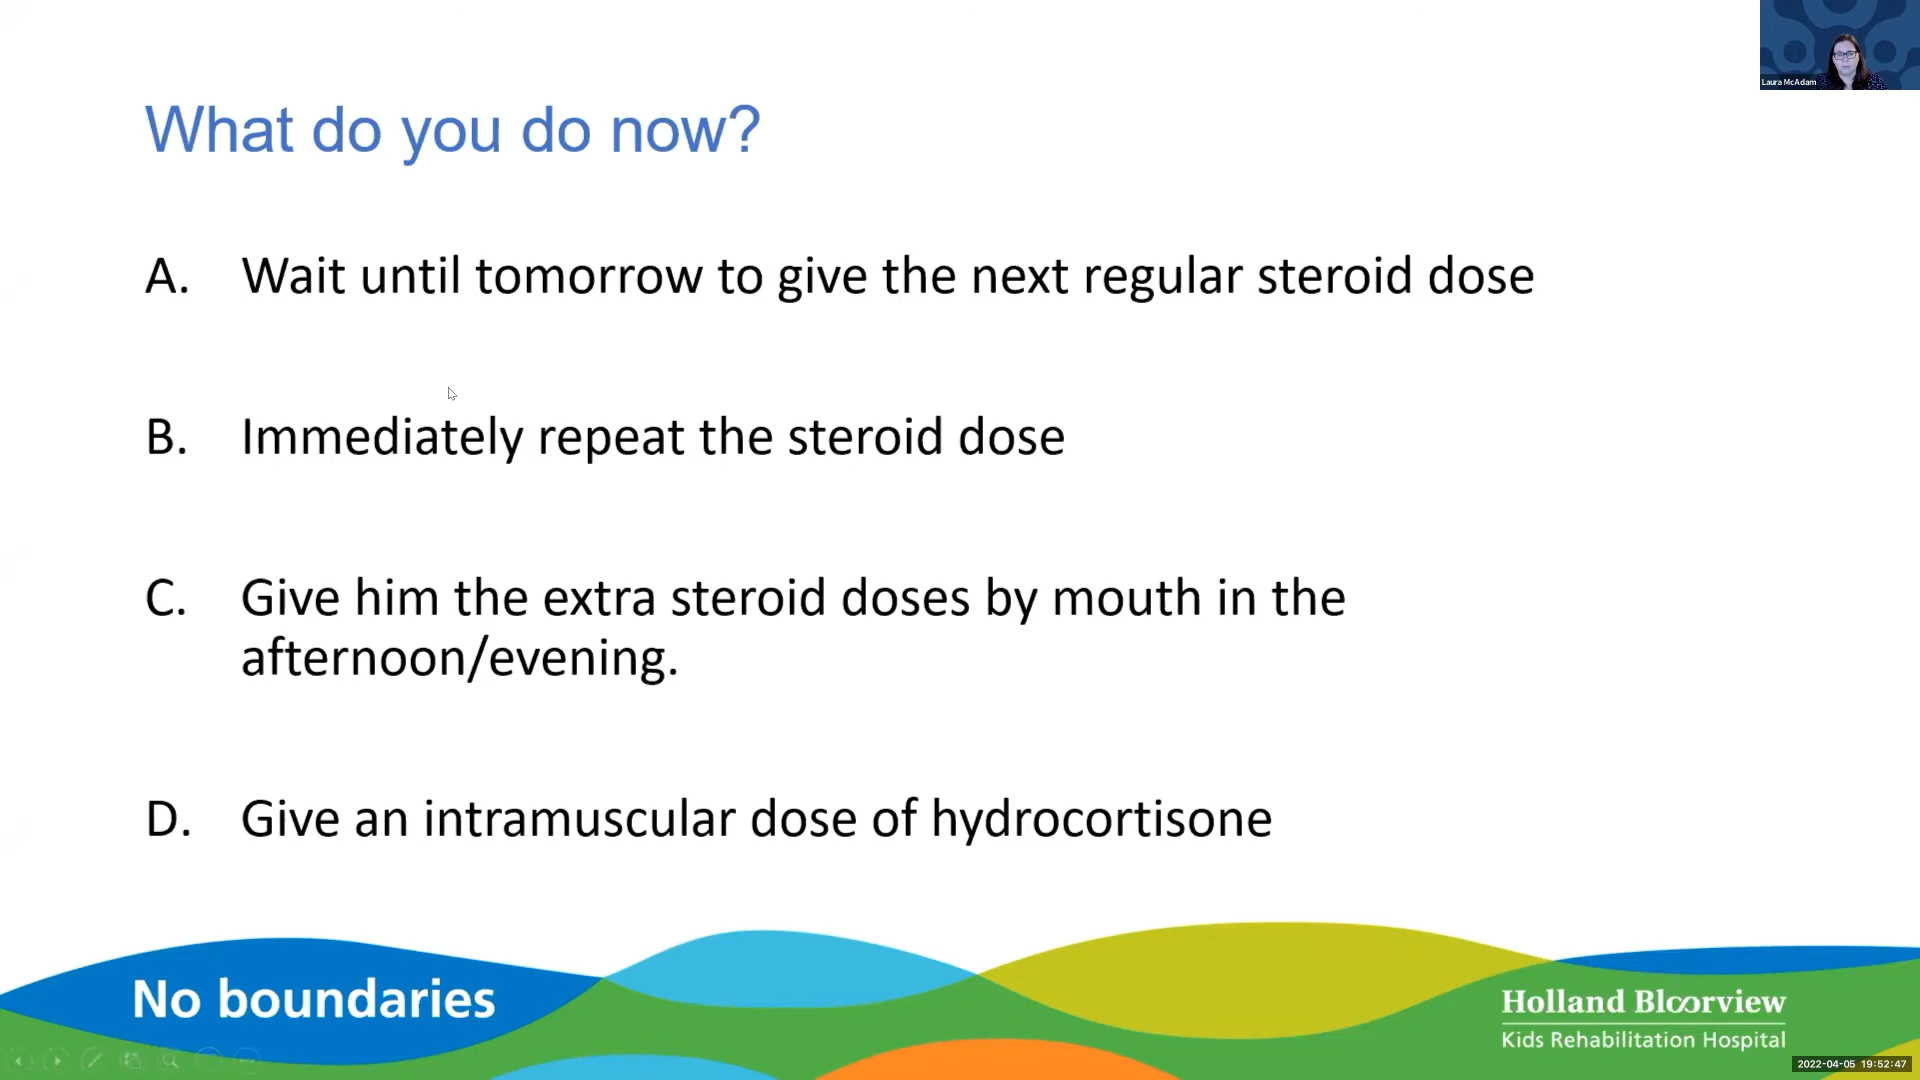 Laura McAdam
What do you do now?
A. Wait until tomorrow to give the next regular steroid dose
B. Immediately repeat the steroid dose
C. Give him the extra steroid doses by mouth in the
afternoon/evening.
D. Give an intramuscular dose of hydrocortisone
No boundaries
Holland Bloorview
Kids Rehabilitation Hospital
2022-04-05 19:52:47